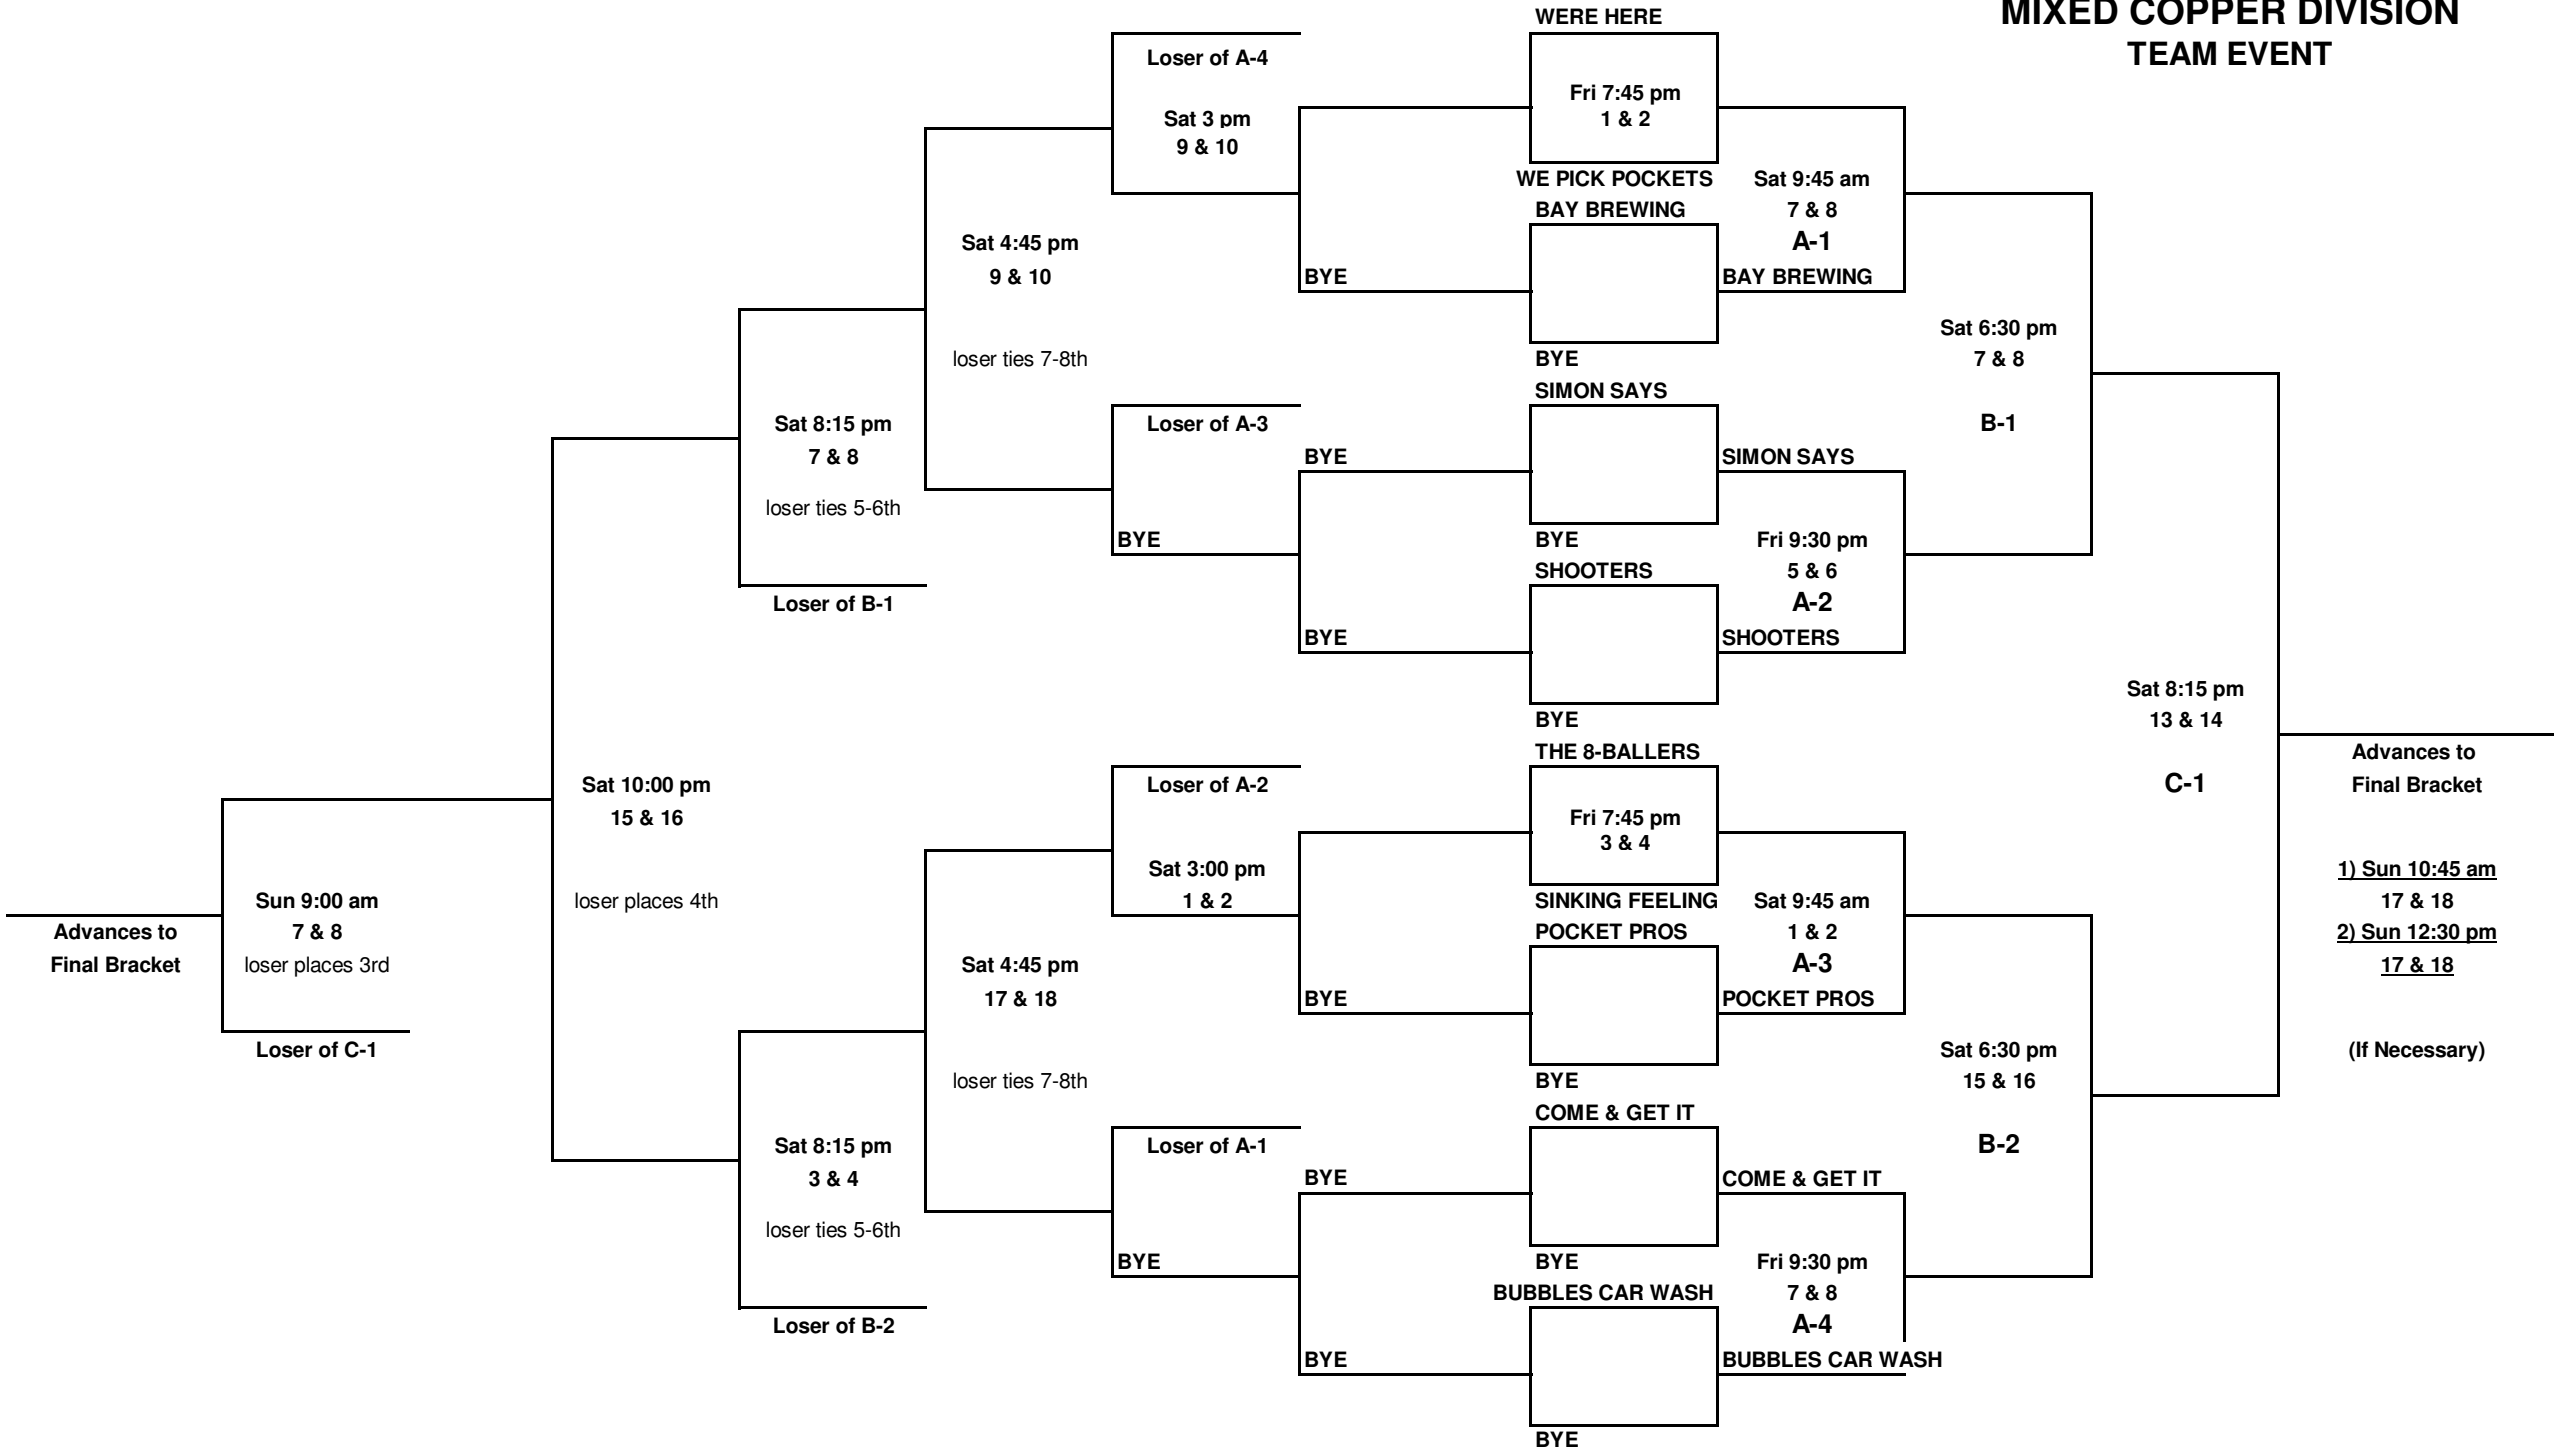 WERE HERE
MIXED COPPER DIVISION
TEAM EVENT
Loser of A-4
Sat 3 pm
9 & 10
Fri 7:45 pm
1 & 2
WE PICK POCKETS
Sat 9:45 am
BAY BREWING
7 & 8
Sat 4:45 pm
A-1
9 & 10
BYE
BAY BREWING
Sat 6:30 pm
loser ties 7-8th
BYE
7 & 8
SIMON SAYS
Sat 8:15 pm
Loser of A-3
B-1
7 & 8
BYE
SIMON SAYS
loser ties 5-6th
BYE
BYE
Fri 9:30 pm
SHOOTERS
5 & 6
Loser of B-1
A-2
BYE
SHOOTERS
Sat 8:15 pm
BYE
13 & 14
THE 8-BALLERS
Advances to
Sat 10:00 pm
Loser of A-2
C-1
Final Bracket
15 & 16
Fri 7:45 pm
3 & 4
Sat 3:00 pm
1) Sun 10:45 am
Sun 9:00 am
loser places 4th
1 & 2
SINKING FEELING
Sat 9:45 am
17 & 18
Advances to
7 & 8
POCKET PROS
1 & 2
2) Sun 12:30 pm
Final Bracket
loser places 3rd
Sat 4:45 pm
A-3
17 & 18
17 & 18
BYE
POCKET PROS
Loser of C-1
Sat 6:30 pm
(If Necessary)
loser ties 7-8th
BYE
15 & 16
COME & GET IT
Sat 8:15 pm
Loser of A-1
B-2
3 & 4
BYE
COME & GET IT
loser ties 5-6th
BYE
BYE
Fri 9:30 pm
BUBBLES CAR WASH
7 & 8
Loser of B-2
A-4
BYE
BUBBLES CAR WASH
BYE